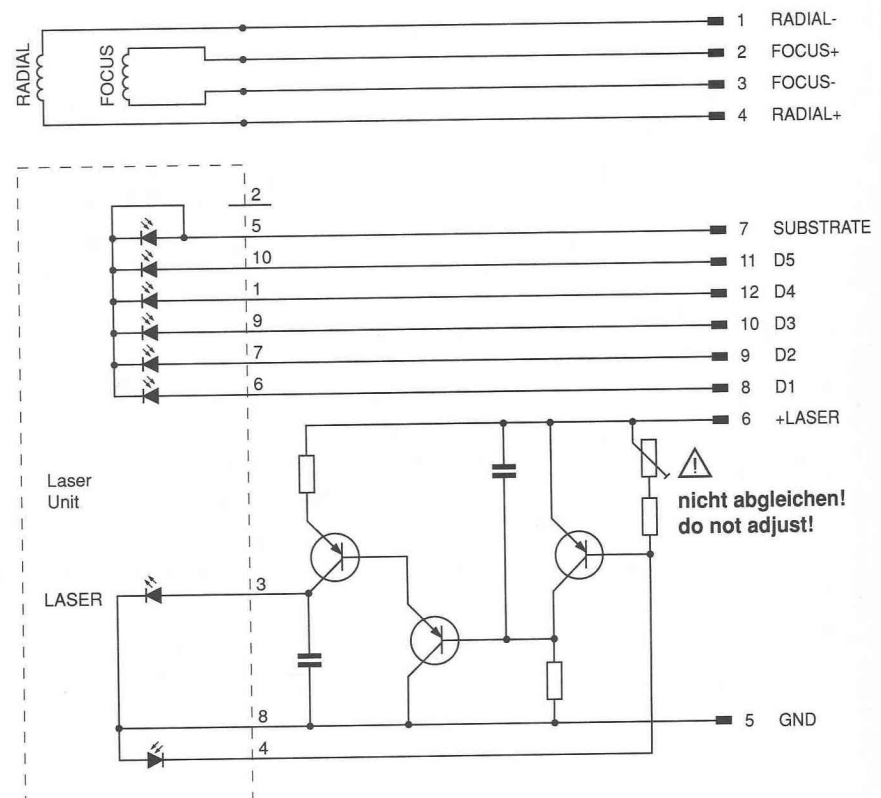 1 RADIAL-
2 FOCUS+
3 FOCUS-
4 RADIAL+
RADIAL
FOCUS
2
5
7 SUBSTRATE
10
11 D5
1
12 D4
9
10 D3
7
9 D2
6
8 D1
6 +LASER
Laser
Unit
nicht abgleichen!
do not adjust!
LASER
3
8
5 GND
4
!